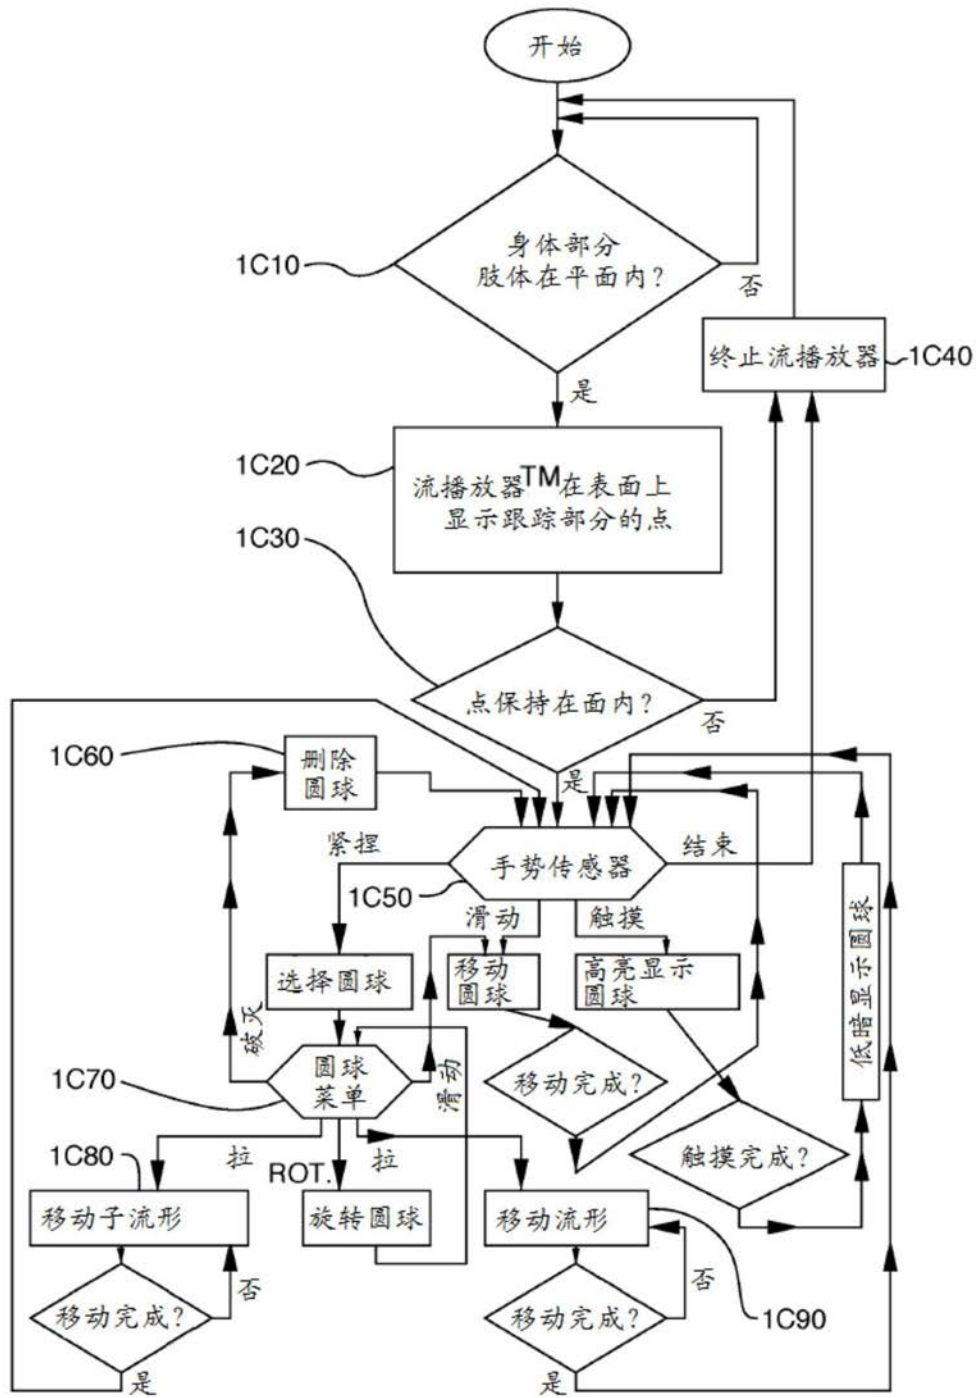 开始
1C10
身体部分
肢体在平面内？
否
终止流播放器
1C40
是
1C20
流播放器TM在表面上
显示跟踪部分的点
1C30
点保持在面内？
否
是
1C60
删除
圆球
紧捏
手势传感器
结束
1C50
滑动
触摸
选择圆球
移动
圆球
高亮显示
圆球
低暗显示圆球
破灭
圆球
菜单
1C70
滑动
移动完成？
触摸完成？
1C80
拉
ROT.
拉
移动子流形
旋转圆球
移动流形
否
否
移动完成？
移动完成？
1C90
是
是